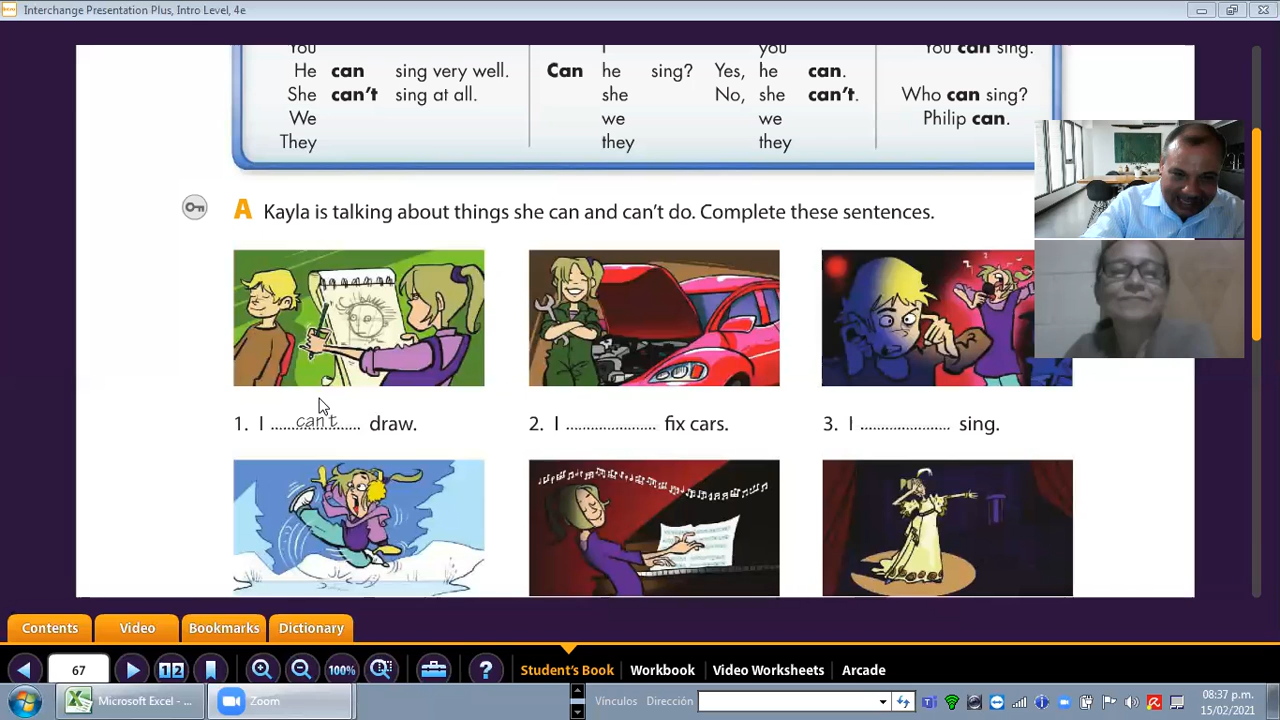 Interchange Presentation Plus, Intro Level, 4e
You I you You can sing.
He can sing very well. Can he sing? Yes, he can.
She can't sing at all. she No, she can't. Who can sing?
We we we Philip can.
They they they
A Kayla is talking about things she can and can't do. Complete these sentences.
1. I can't draw. 2. I ...................... fix cars. 3. I ...................... sing.
Contents Video Bookmarks Dictionary
67 12 100% ? Student's Book Workbook Video Worksheets Arcade
Microsoft Excel - ... Zoom Vínculos Dirección 08:37 p.m.
15/02/2021